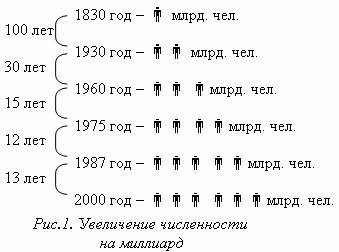 1830 год – млрд. чел.
100 лет
1930 год – млрд. чел.
30 лет
1960 год – млрд. чел.
15 лет
1975 год – млрд. чел.
12 лет
1987 год – млрд. чел.
13 лет
2000 год – млрд. чел.
Рис.1. Увеличение численности
на миллиард